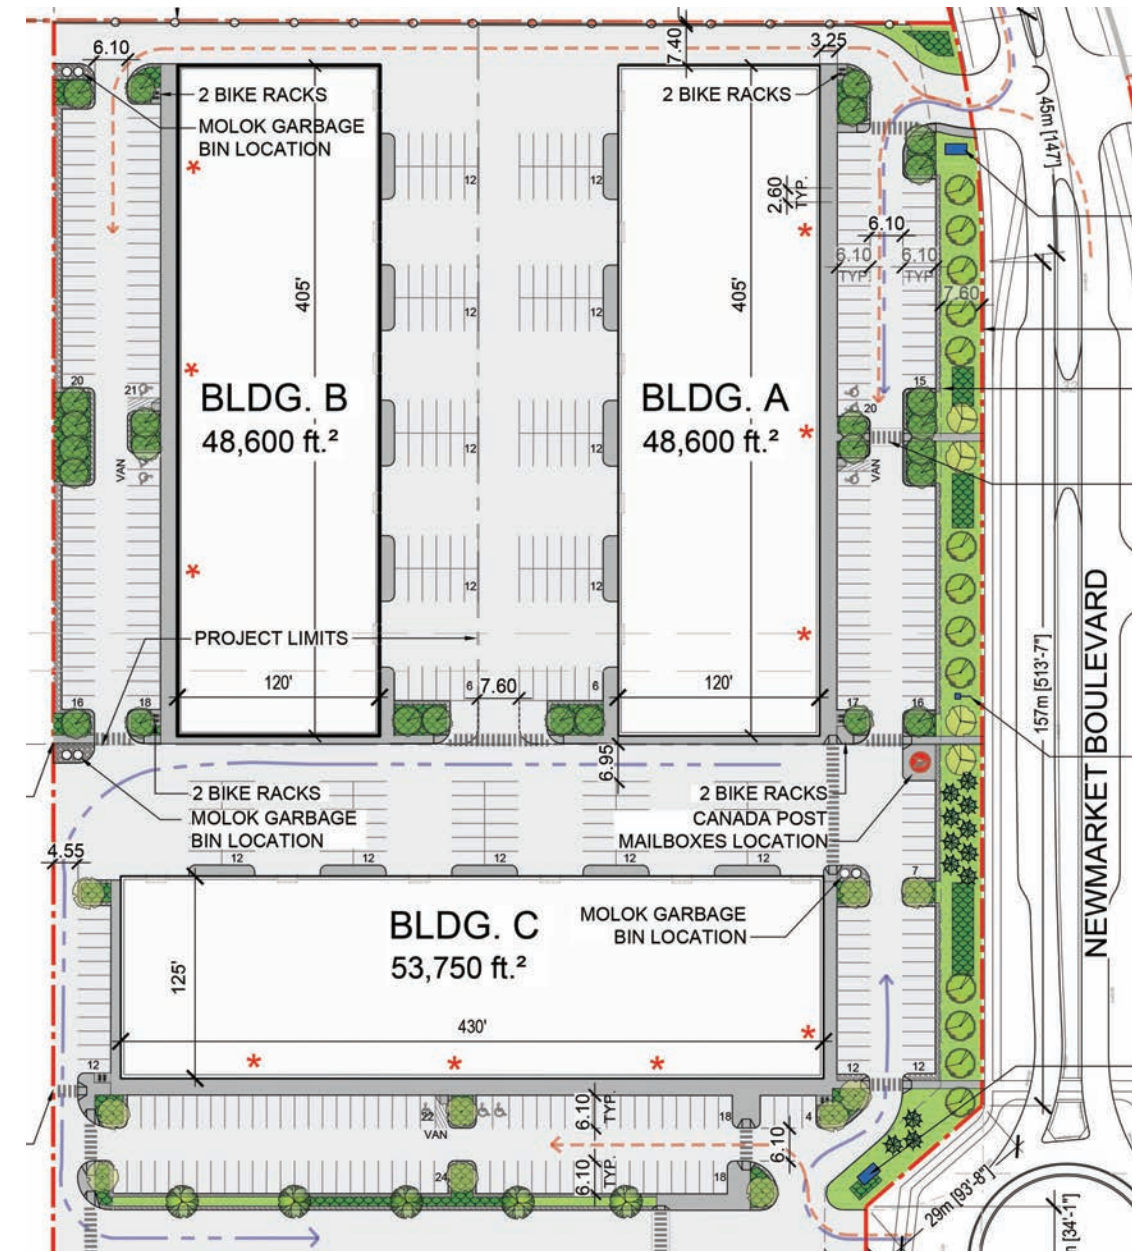 6.10
7.40
3.25
2 BIKE RACKS
MOLOK GARBAGE
BIN LOCATION
2 BIKE RACKS
45m [147']
12
12
2.60
TYP.
6.10
6.10
TYP.
6.10
TYP.
7.60
405'
405'
12
12
20
21
15
20
BLDG. B
48,600 ft.²
BLDG. A
48,600 ft.²
12
12
VAN
VAN
12
12
PROJECT LIMITS
120'
6
7.60
6
120'
16
18
17
16
157m [513'-7"]
NEWMARKET BOULEVARD
6.95
2 BIKE RACKS
MOLOK GARBAGE
BIN LOCATION
2 BIKE RACKS
CANADA POST
MAILBOXES LOCATION
4.55
12
12
12
12
12
7
BLDG. C
53,750 ft.²
MOLOK GARBAGE
BIN LOCATION
125'
430'
12
12
12
22
VAN
6.10
TYP.
18
4
6.10
24
6.10
TYP.
18
29m [93'-8"]
[34'-1"]